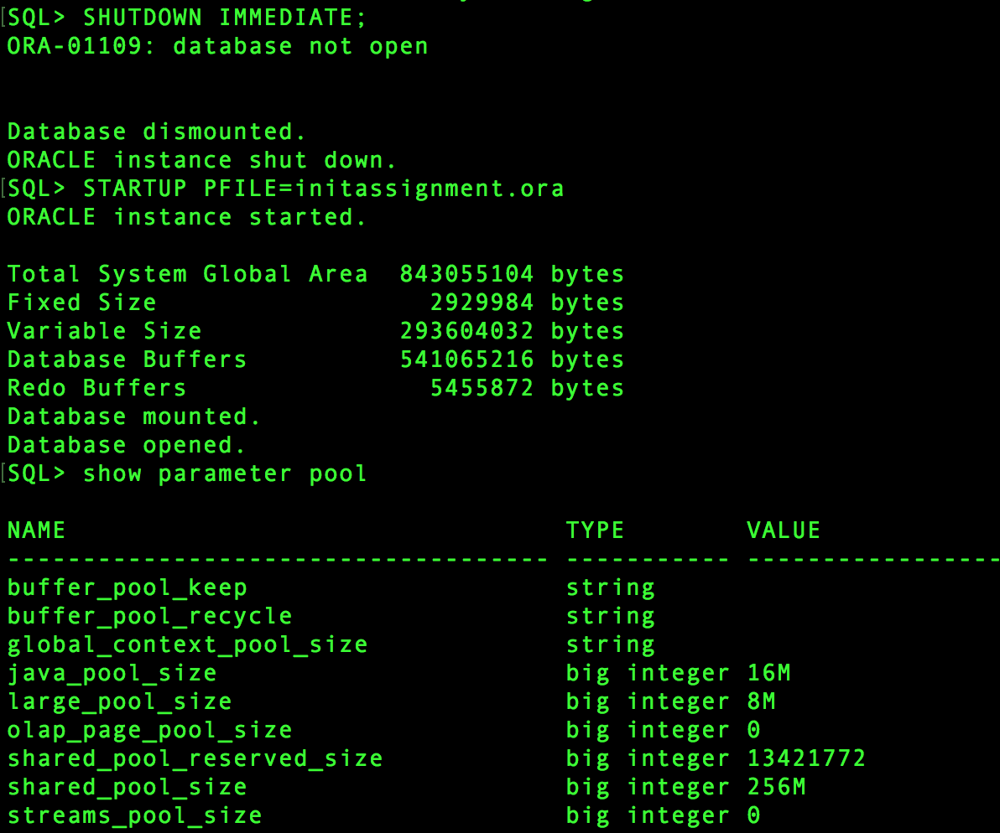 SQL> SHUTDOWN IMMEDIATE;
ORA-01109: database not open
Database dismounted.
ORACLE instance shut down.
SQL> STARTUP PFILE=initassignment.ora
ORACLE instance started.
Total System Global Area  843055104 bytes
Fixed Size                  2929984 bytes
Variable Size             293604032 bytes
Database Buffers          541065216 bytes
Redo Buffers                5455872 bytes
Database mounted.
Database opened.
SQL> show parameter pool
NAME                                 TYPE        VALUE
------------------------------------ ----------- -----------------
buffer_pool_keep                     string
buffer_pool_recycle                  string
global_context_pool_size             string
java_pool_size                       big integer 16M
large_pool_size                      big integer 8M
olap_page_pool_size                  big integer 0
shared_pool_reserved_size            big integer 13421772
shared_pool_size                     big integer 256M
streams_pool_size                    big integer 0